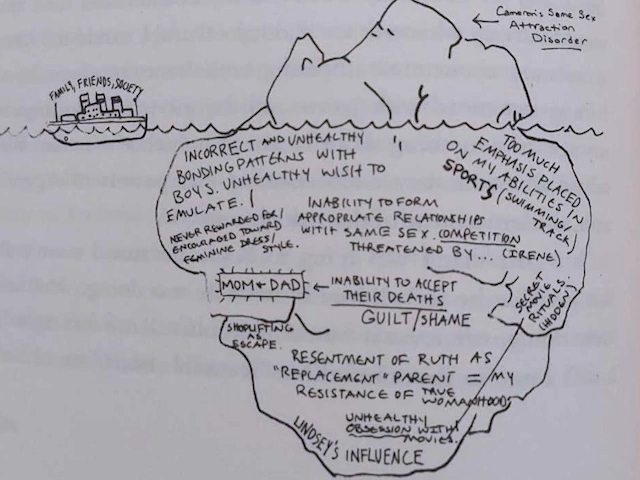 Cameron's Same Sex
Attraction
Disorder
FAMILY, FRIENDS, SOCIETY
INCORRECT AND UNHEALTHY
BONDING PATTERNS WITH
BOYS. UNHEALTHY WISH TO
EMULATE.
NEVER REWARDED FOR/
ENCOURAGED TOWARD
FEMININE DRESS/
STYLE.
TOO MUCH
EMPHASIS PLACED
ON MY ABILITIES IN
SPORTS (SWIMMING/
TRACK)
INABILITY TO FORM
APPROPRIATE RELATIONSHIPS
WITH SAME SEX. COMPETITION
THREATENED BY... (IRENE)
MOM & DAD
INABILITY TO ACCEPT
THEIR DEATHS
GUILT/SHAME
SECRET
MOVIE
RITUALS.
(HIDDEN)
SHOPLIFTING
AS
ESCAPE.
RESENTMENT OF RUTH AS
"REPLACEMENT" PARENT = MY
RESISTANCE OF TRUE
WOMANHOOD
UNHEALTHY
OBSESSION WITH
MOVIES.
LINDSEY'S INFLUENCE